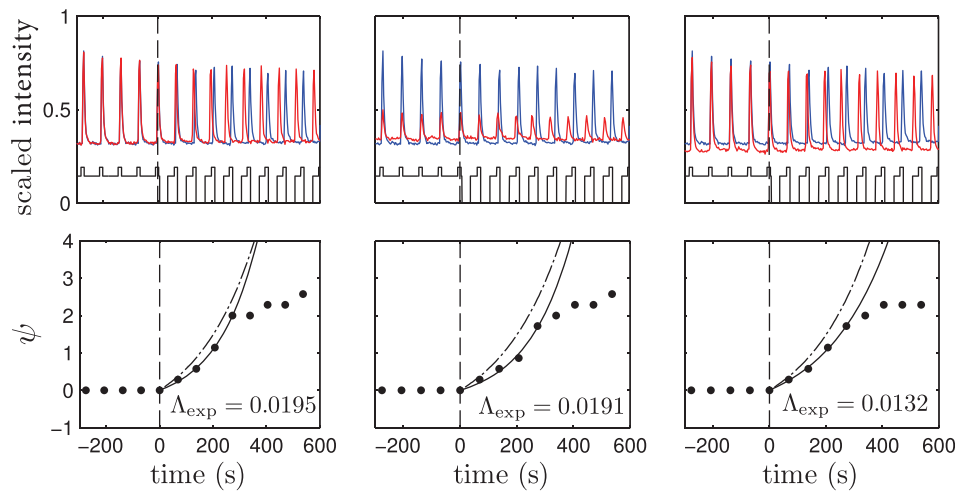 scaled intensity
1
0.5
0
ψ
4
3
2
1
0
−1
−200 0 200 400 600
−200 0 200 400 600
−200 0 200 400 600
Λexp = 0.0195
Λexp = 0.0191
Λexp = 0.0132
time (s)
time (s)
time (s)